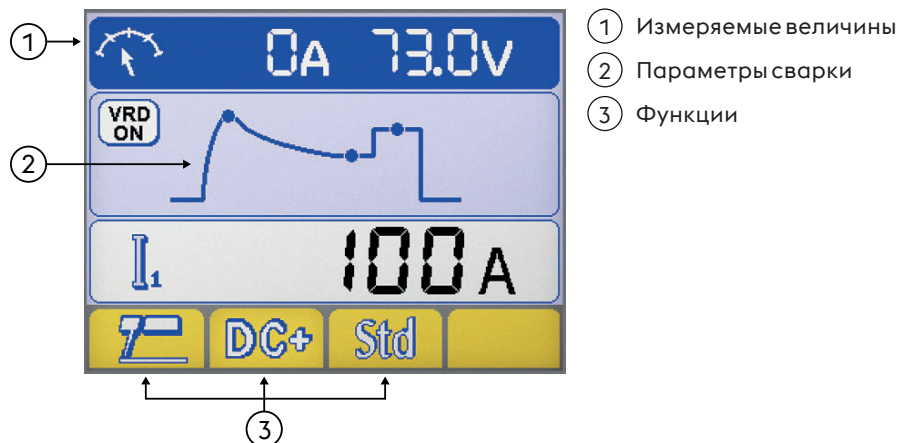 1
0A 73.0V
VRD
ON
2
I1
100 A
DC+ Std
3
1 Измеряемые величины
2 Параметры сварки
3 Функции